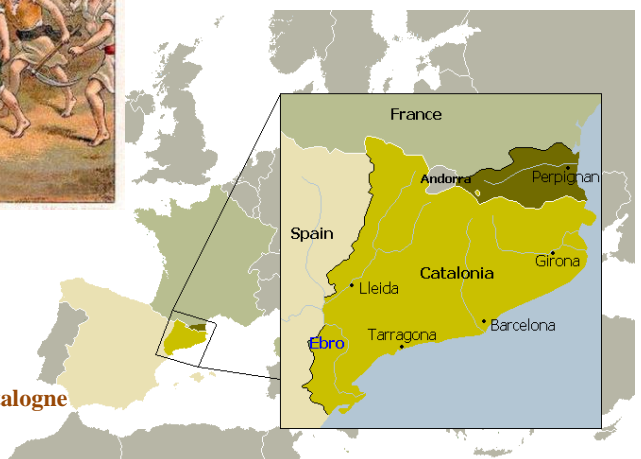 France
Andorra
Perpignan
Spain
Girona
Catalonia
Lleida
Barcelona
Tarragona
Ebro
alogne